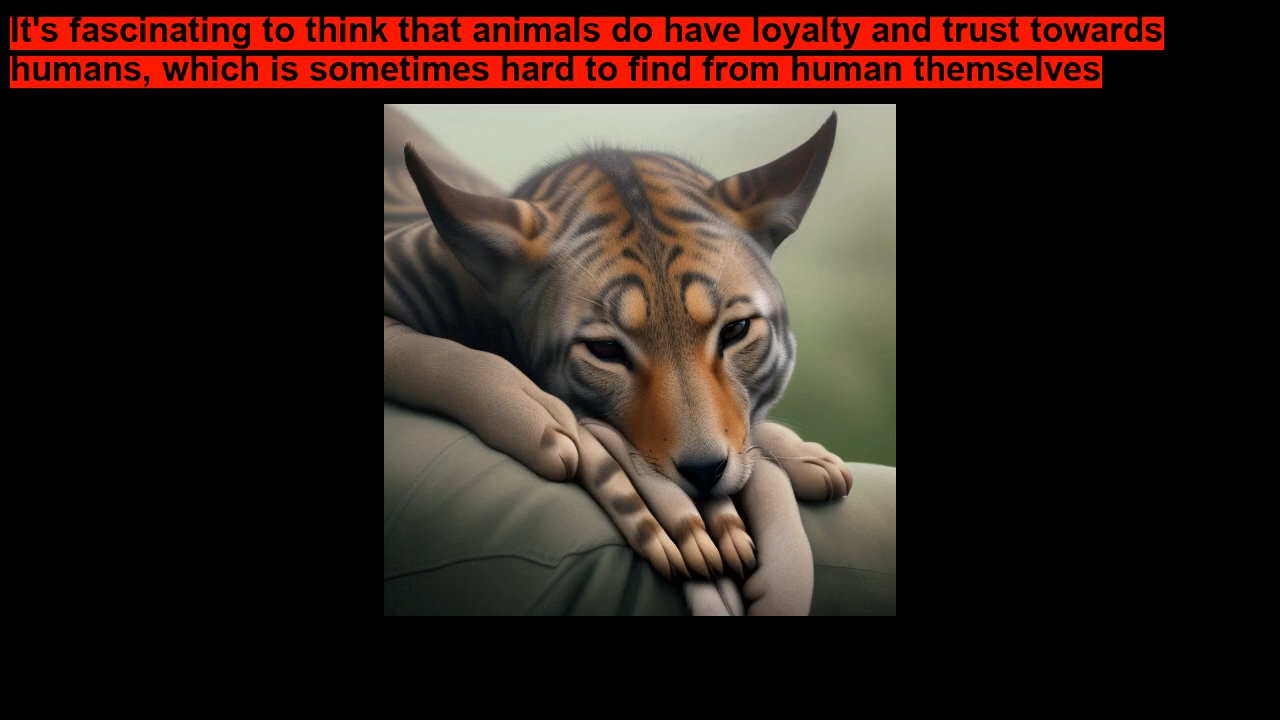 It's fascinating to think that animals do have loyalty and trust towards
humans, which is sometimes hard to find from human themselves